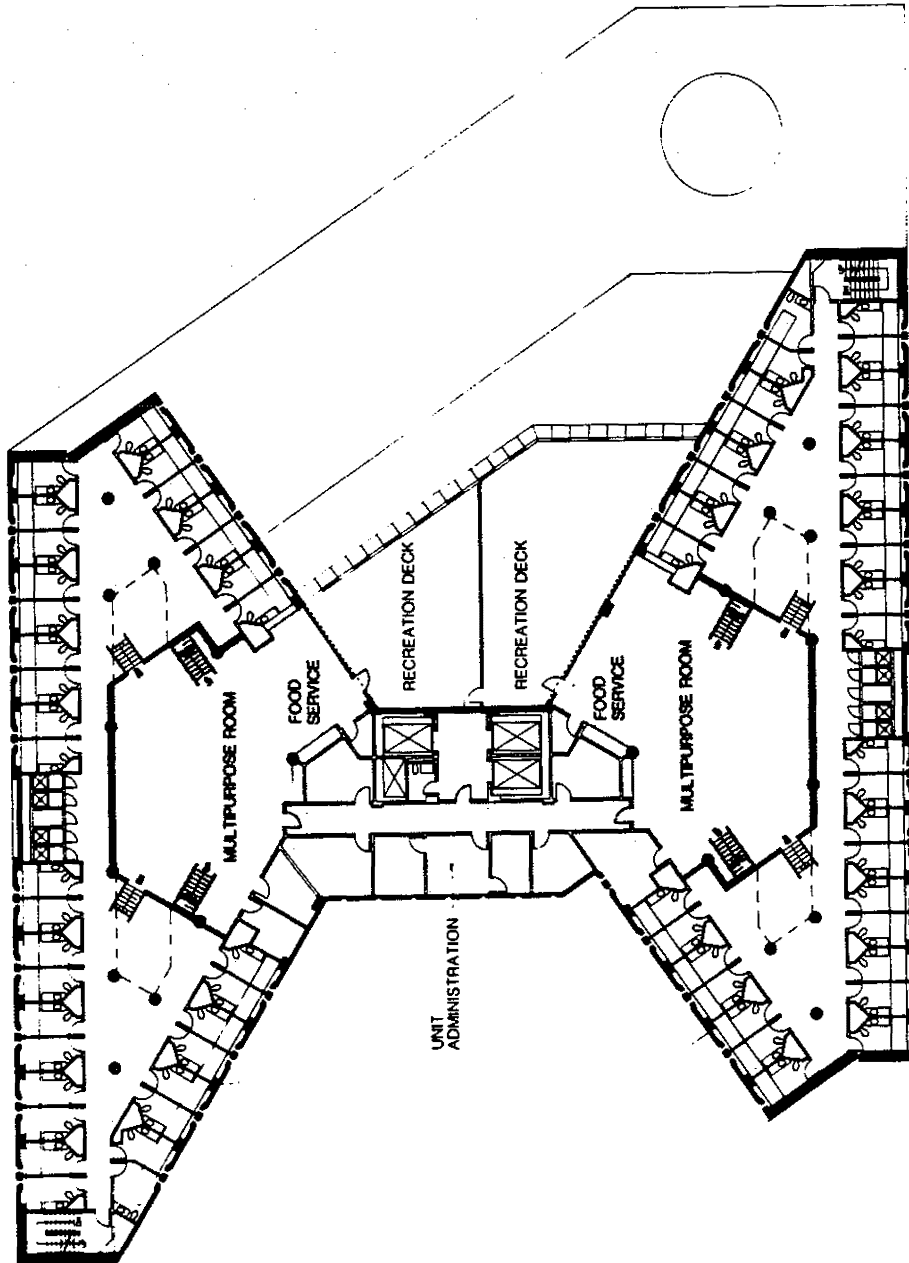 MULTIPURPOSE ROOM
FOOD
SERVICE
RECREATION DECK
UNIT
ADMINISTRATION
RECREATION DECK
FOOD
SERVICE
MULTIPURPOSE ROOM